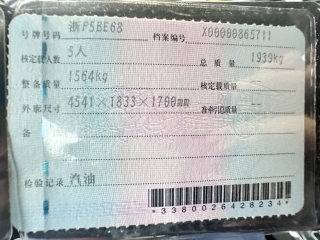 号牌号码 浙F5BE68 档案编号 X00000865711
核定载人数 5人 总 质 量 1939kg
整备质量 1564kg 核定载质量 --
外廓尺寸 4541×1833×1700mm 准牵引总质量 --
备
检验记录 汽油
*3380026428234*